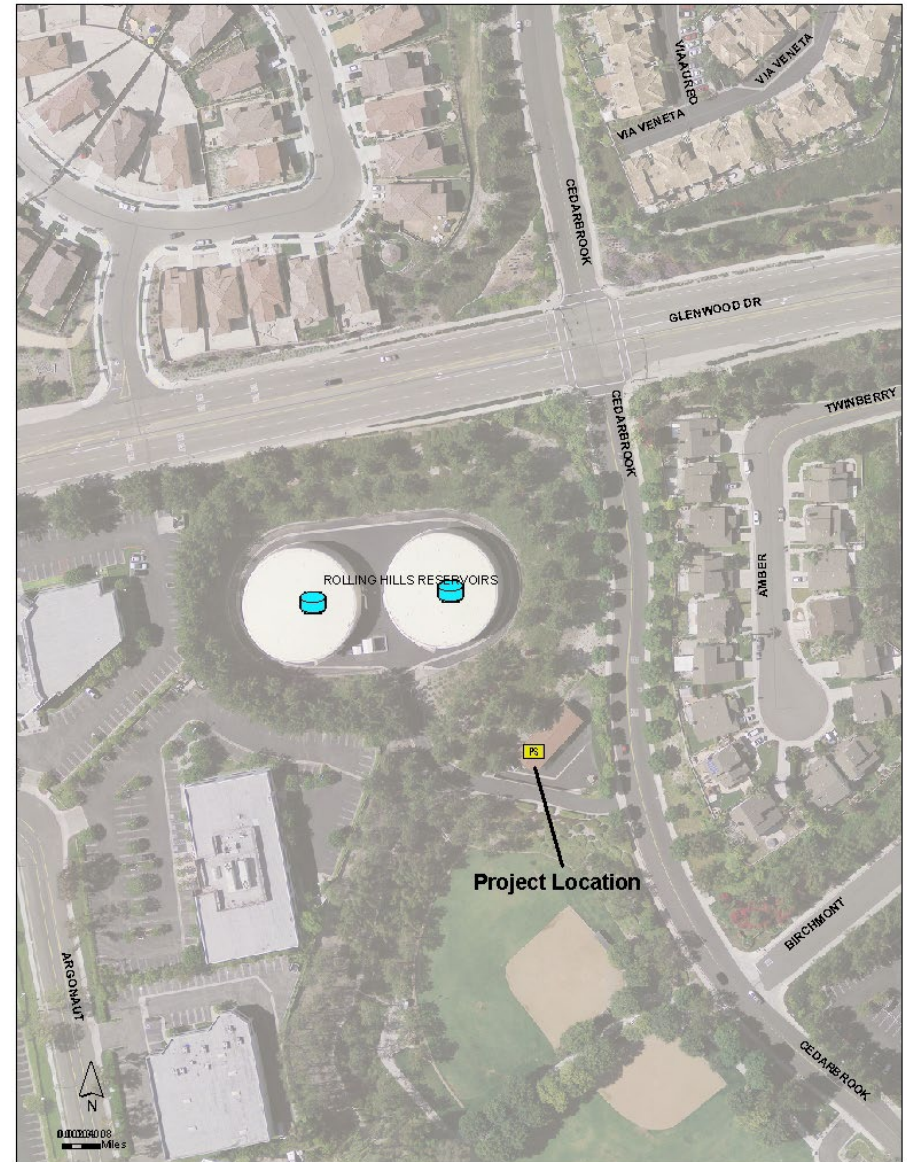 VIA AUREO
VIA VENETA
VIA VENETA
CEDARBROOK
GLENWOOD DR
CEDARBROOK
TWINBERRY
AMBER
ROLLING HILLS RESERVOIRS
PS
Project Location
BIRCHMONT
ARGONAUT
CEDARBROOK
N
Miles